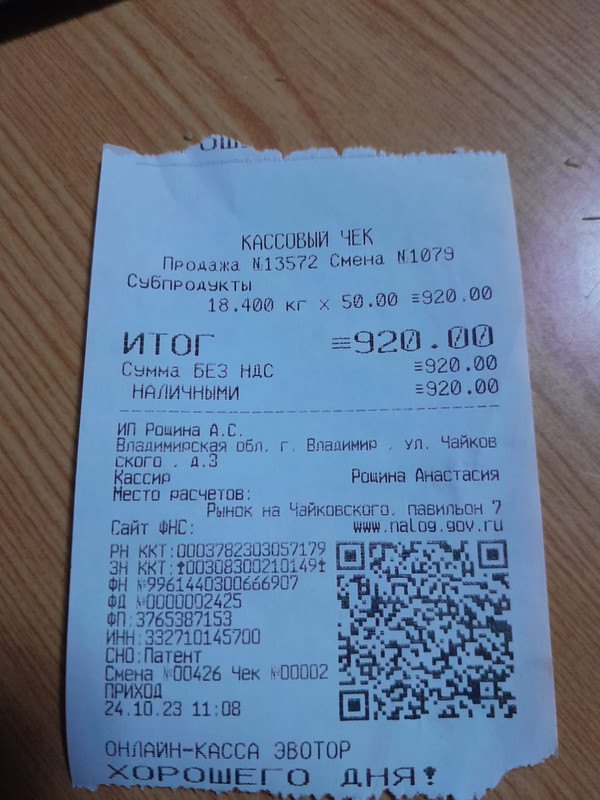 КАССОВЫЙ ЧЕК
Продажа №13572 Смена №1079
Субпродукты
18.400 кг х 50.00 ≡920.00
ИТОГ ≡920.00
Сумма БЕЗ НДС ≡920.00
НАЛИЧНЫМИ ≡920.00
ИП Рощина А.С.
Владимирская обл, г. Владимир , ул. Чайков
ского , д.3
Кассир Рощина Анастасия
Место расчетов:
Рынок на Чайковского, павильон 7
Сайт ФНС: www.nalog.gov.ru
РН ККТ:0003782303057179
ЗН ККТ:☨00308300210149☨
ФН №9961440300666907
ФД №0000002425
ФП:3765387153
ИНН:332710145700
СНО:Патент
Смена №00426 Чек №00002
ПРИХОД
24.10.23 11:08
ОНЛАЙН-КАССА ЭВОТОР
ХОРОШЕГО ДНЯ!